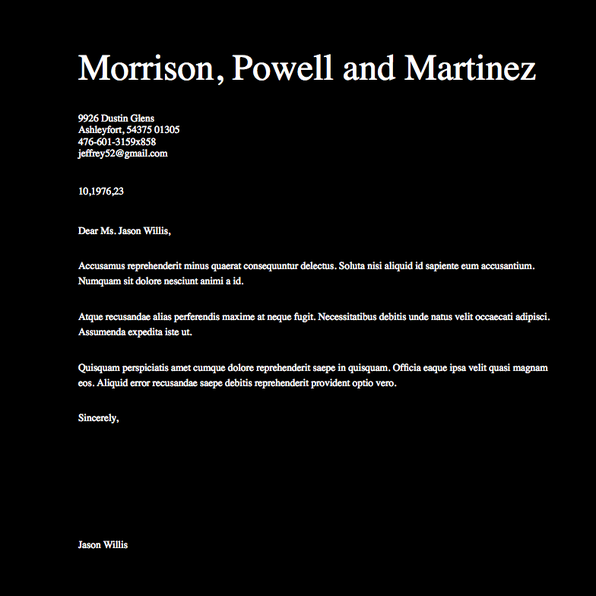 Morrison, Powell and Martinez
9926 Dustin Glens
Ashleyfort, 54375 01305
476-601-3159x858
jeffrey52@gmail.com
10,1976,23
Dear Ms. Jason Willis,
Accusamus reprehenderit minus quaerat consequuntur delectus. Soluta nisi aliquid id sapiente eum accusantium.
Numquam sit dolore nesciunt animi a id.
Atque recusandae alias perferendis maxime at neque fugit. Necessitatibus debitis unde natus velit occaecati adipisci.
Assumenda expedita iste ut.
Quisquam perspiciatis amet cumque dolore reprehenderit saepe in quisquam. Officia eaque ipsa velit quasi magnam
eos. Aliquid error recusandae saepe debitis reprehenderit provident optio vero.
Sincerely,
Jason Willis